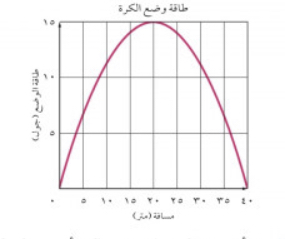 طاقة وضع الكرة
طاقة الوضع (جول)
١٥
١٠
٥
٠ ٥ ١٠ ١٥ ٢٠ ٢٥ ٣٠ ٣٥ ٤٠
مسافة (متر)